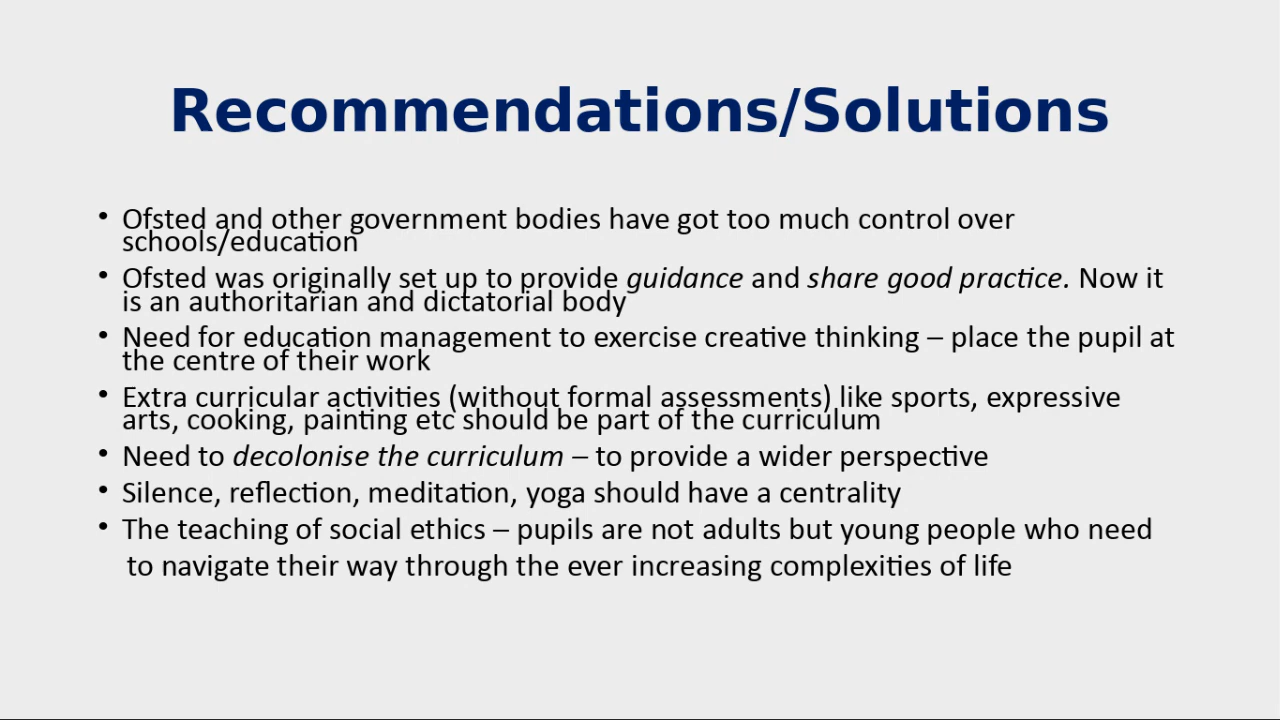 Recommendations/Solutions
• Ofsted and other government bodies have got too much control over
schools/education
• Ofsted was originally set up to provide guidance and share good practice. Now it
is an authoritarian and dictatorial body
• Need for education management to exercise creative thinking – place the pupil at
the centre of their work
• Extra curricular activities (without formal assessments) like sports, expressive
arts, cooking, painting etc should be part of the curriculum
• Need to decolonise the curriculum – to provide a wider perspective
• Silence, reflection, meditation, yoga should have a centrality
• The teaching of social ethics – pupils are not adults but young people who need
to navigate their way through the ever increasing complexities of life